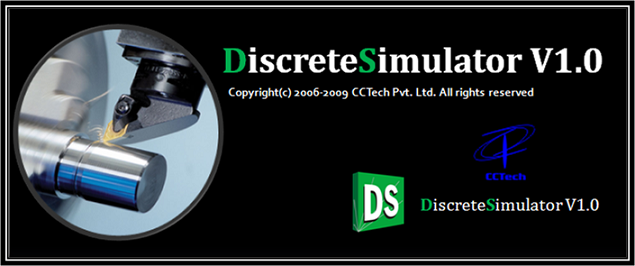 DiscreteSimulator V1.0
Copyright(c) 2006-2009 CCTech Pvt. Ltd. All rights reserved
CCTech
DS
DiscreteSimulator V1.0